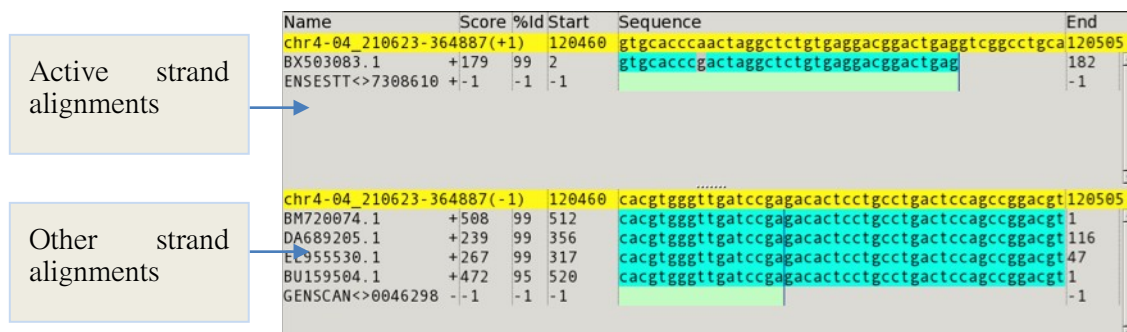 Name Score %Id Start Sequence End
chr4-04_210623-364887(+1) 120460 gtgcacccaactaggctctgtgaggacggactgaggtcggcctgca 120505
BX503083.1 +179 99 2 gtgcacccgactaggctctgtgaggacggactgag 182
ENSESTT<>7308610 +-1 -1 -1 -1
Active strand
alignments
chr4-04_210623-364887(-1) 120460 cacgtgggttgatccgagacactcctgcctgactccagccggacgt 120505
BM720074.1 +508 99 512 cacgtgggttgatccgagacactcctgcctgactccagccggacgt 1
DA689205.1 +239 99 356 cacgtgggttgatccgagacactcctgcctgactccagccggacgt 116
EL955530.1 +267 99 317 cacgtgggttgatccgagacactcctgcctgactccagccggacgt 47
BU159504.1 +472 95 520 cacgtgggttgatccgagacactcctgcctgactccagccggacgt 1
GENSCAN<>0046298 --1 -1 -1 -1
Other strand
alignments